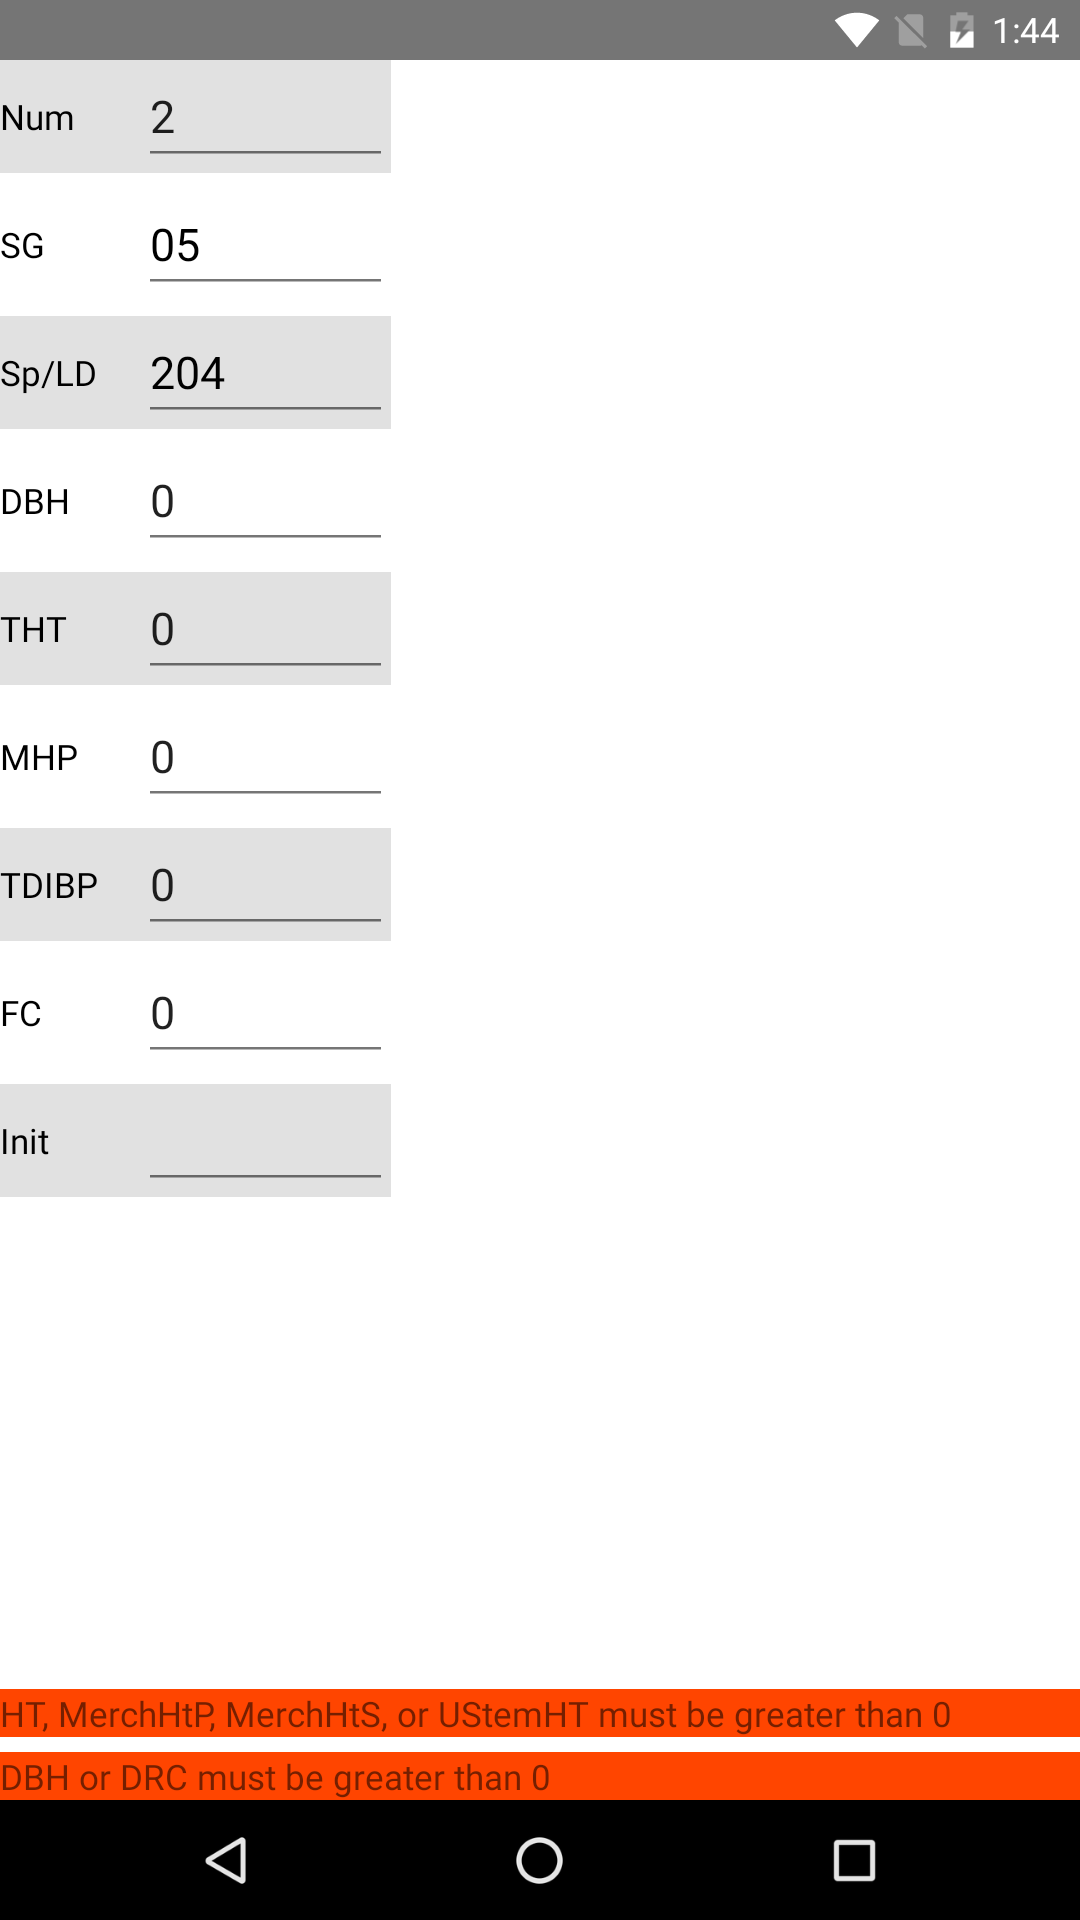 1:44
Num 2
SG 05
Sp/LD 204
DBH 0
THT 0
MHP 0
TDIBP 0
FC 0
Init
HT, MerchHtP, MerchHtS, or UStemHT must be greater than 0
DBH or DRC must be greater than 0